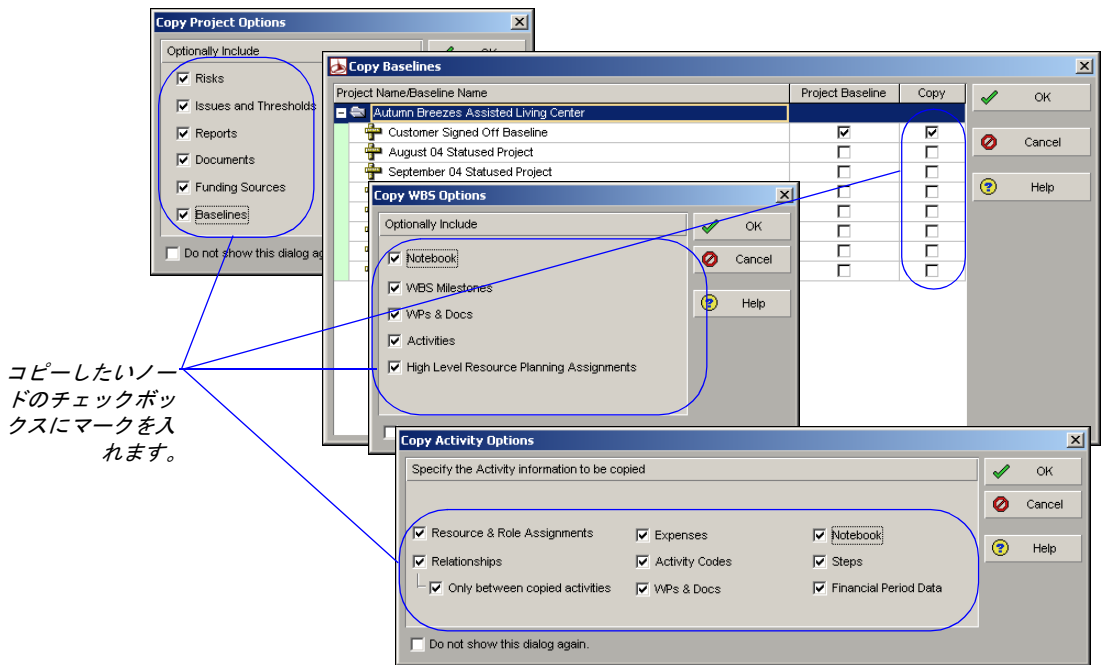 Copy Project Options
Optionally Include
Risks
Issues and Thresholds
Reports
Documents
Funding Sources
Baselines
Do not show this dialog
Copy Baselines
Project Name/Baseline Name
Project Baseline
Copy
Autumn Breezes Assisted Living Center
Customer Signed Off Baseline
August 04 Statused Project
September 04 Statused Project
OK
Cancel
Help
Copy WBS Options
Optionally Include
Notebook
WBS Milestones
WPs & Docs
Activities
High Level Resource Planning Assignments
OK
Cancel
Help
コピーしたいノー
ドのチェックボッ
クスにマークを入
れます。
Copy Activity Options
Specify the Activity information to be copied
Resource & Role Assignments
Expenses
Notebook
Relationships
Activity Codes
Steps
Only between copied activities
WPs & Docs
Financial Period Data
Do not show this dialog again.
OK
Cancel
Help